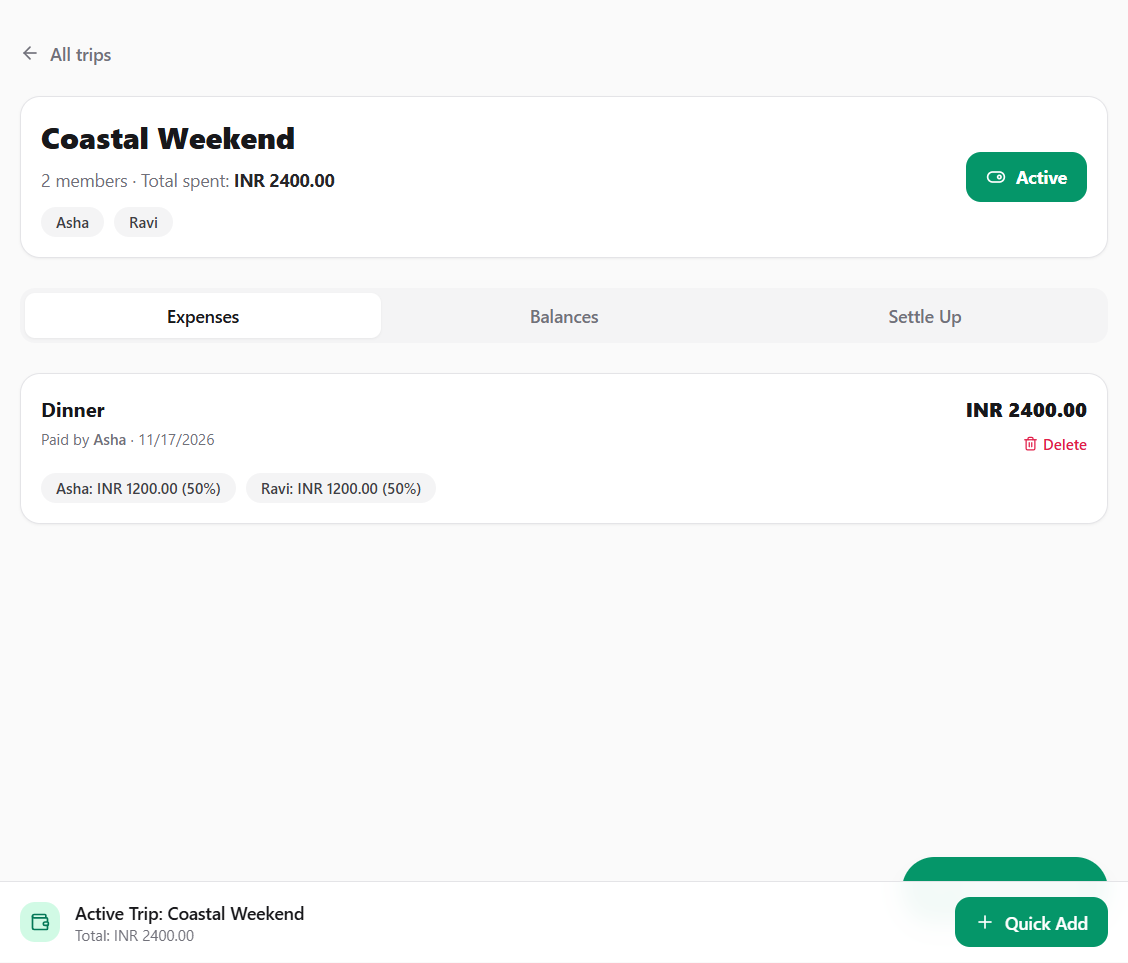 All trips
Coastal Weekend
2 members · Total spent: INR 2400.00
Asha Ravi
Active
Expenses Balances Settle Up
Dinner
Paid by Asha · 11/17/2026
INR 2400.00
Delete
Asha: INR 1200.00 (50%) Ravi: INR 1200.00 (50%)
Active Trip: Coastal Weekend
Total: INR 2400.00
Quick Add